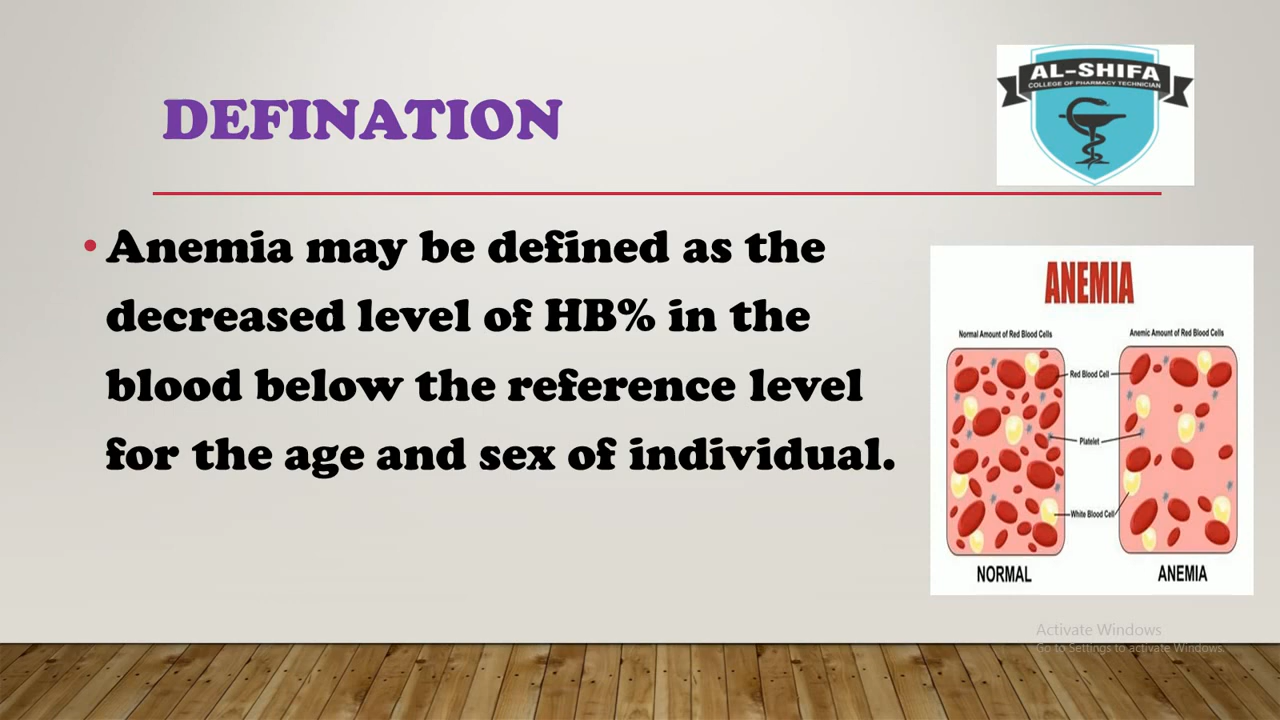 AL-SHIFA
COLLEGE OF PHARMACY TECHNICIAN
DEFINATION
• Anemia may be defined as the
decreased level of HB% in the
blood below the reference level
for the age and sex of individual.
ANEMIA
Normal Amount of Red Blood Cells
Anemic Amount of Red Blood Cells
Red Blood Cell
Platelet
White Blood Cell
NORMAL
ANEMIA
Activate Windows
Go to Settings to activate Windows.